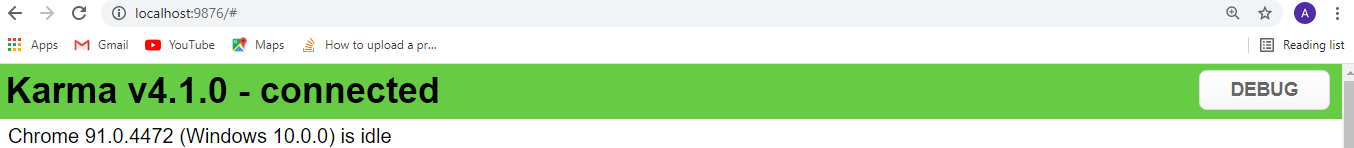 localhost:9876/#
A
Apps Gmail YouTube Maps How to upload a pr... Reading list
Karma v4.1.0 - connected
DEBUG
Chrome 91.0.4472 (Windows 10.0.0) is idle